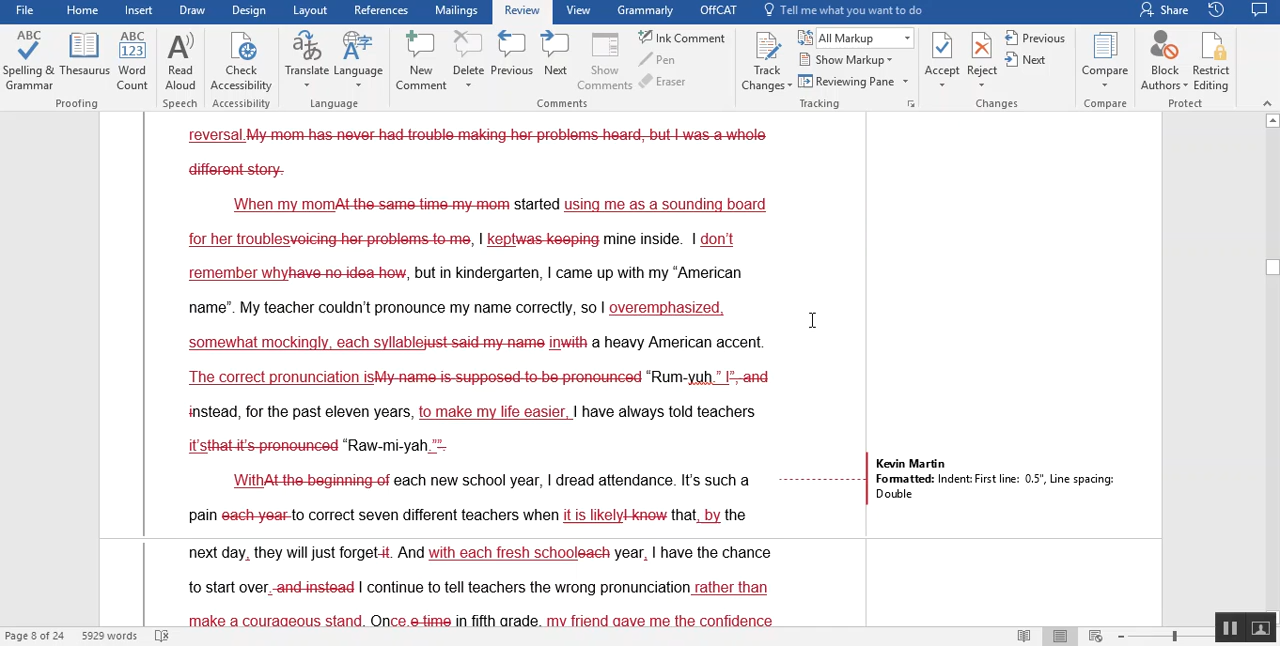 File Home Insert Draw Design Layout References Mailings Review View Grammarly OffCAT Tell me what you want to do Share
ABC ABC 123 A Ink Comment All Markup Previous
Pen Show Markup Next
Eraser Reviewing Pane
Spelling & Grammar Thesaurus Word Count Read Aloud Check Accessibility Translate Language New Comment Delete Previous Next Show Comments Track Changes Accept Reject Compare Block Authors Restrict Editing
Proofing Speech Accessibility Language Comments Tracking Changes Compare Protect
reversal.My mom has never had trouble making her problems heard, but I was a whole
different story.
When my momAt the same time my mom started using me as a sounding board
for her troublesvoicing her problems to me, I keptwas keeping mine inside.  I don’t
remember whyhave no idea how, but in kindergarten, I came up with my “American
name”. My teacher couldn’t pronounce my name correctly, so I overemphasized,
somewhat mockingly, each syllablejust said my name inwith a heavy American accent.
The correct pronunciation isMy name is supposed to be pronounced “Rum-yuh.” I”, and
instead, for the past eleven years, to make my life easier, I have always told teachers
it’sthat it’s pronounced “Raw-mi-yah.””.
WithAt the beginning of each new school year, I dread attendance. It’s such a
pain each year to correct seven different teachers when it is likelyI know that, by the
next day, they will just forget it. And with each fresh schooleach year, I have the chance
to start over. and instead I continue to tell teachers the wrong pronunciation rather than
make a courageous stand. Once,e time in fifth grade, my friend gave me the confidence
Kevin Martin
Formatted: Indent: First line:  0.5", Line spacing:
Double
Page 8 of 24 5929 words